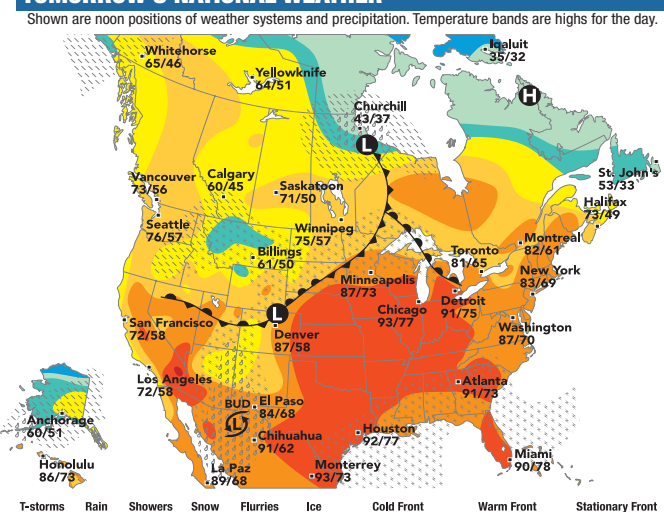 TOMORROW'S NATIONAL WEATHER
Shown are noon positions of weather systems and precipitation. Temperature bands are highs for the day.
Whitehorse
65/46
Yellowknife
64/51
Iqaluit
35/32
H
Churchill
43/37
L
Vancouver
73/56
Calgary
60/45
Saskatoon
71/50
St. John's
53/33
Halifax
73/49
Seattle
76/57
Winnipeg
75/57
Billings
61/50
Toronto
81/65
Montreal
82/61
New York
83/69
Minneapolis
87/73
Chicago
93/77
Detroit
91/75
L
Denver
87/58
San Francisco
72/58
Washington
87/70
Los Angeles
72/58
Atlanta
91/73
BUD
L
El Paso
84/68
Chihuahua
91/62
Houston
92/77
Anchorage
60/51
Honolulu
86/73
La Paz
89/68
Monterrey
93/73
Miami
90/78
T-storms Rain Showers Snow Flurries Ice Cold Front Warm Front Stationary Front